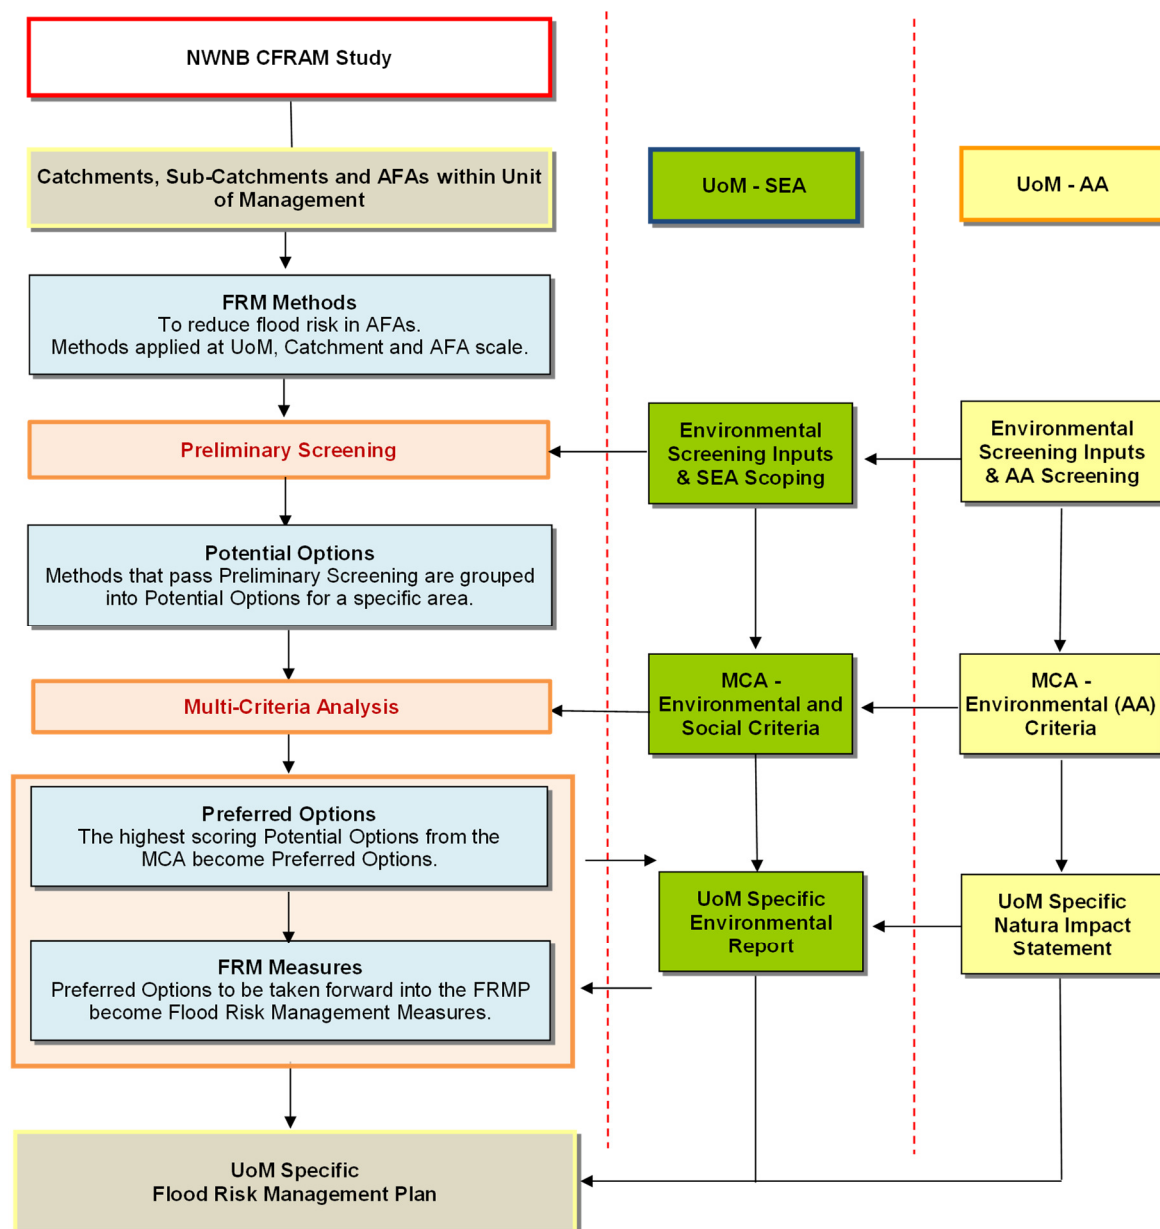 NWNB CFRAM Study
Catchments, Sub-Catchments and AFAs within Unit
of Management
UoM - SEA
UoM - AA
FRM Methods
To reduce flood risk in AFAs.
Methods applied at UoM, Catchment and AFA scale.
Preliminary Screening
Environmental
Screening Inputs
& SEA Scoping
Environmental
Screening Inputs
& AA Screening
Potential Options
Methods that pass Preliminary Screening are grouped
into Potential Options for a specific area.
Multi-Criteria Analysis
MCA -
Environmental and
Social Criteria
MCA -
Environmental (AA)
Criteria
Preferred Options
The highest scoring Potential Options from the
MCA become Preferred Options.
UoM Specific
Environmental
Report
UoM Specific
Natura Impact
Statement
FRM Measures
Preferred Options to be taken forward into the FRMP
become Flood Risk Management Measures.
UoM Specific
Flood Risk Management Plan